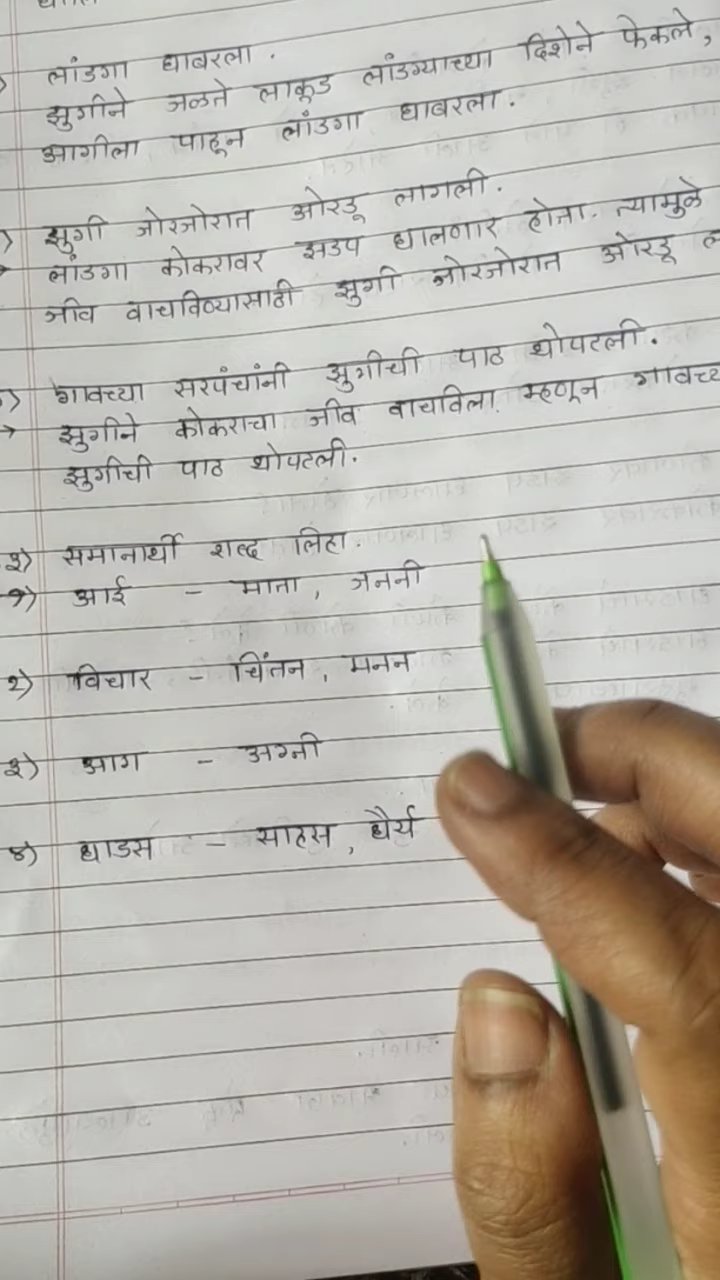 लांडगा घाबरला.
झुगीने जळते लाकूड लांडग्याच्या दिशेने फेकले,
आगीला पाहून लांडगा घाबरला.
झुगी जोरजोरात ओरडू लागली.
→ लांडगा कोकरावर झडप घालणार होता. त्यामुळे
जीव वाचविण्यासाठी झुगी जोरजोरात ओरडू
गावच्या सरपंचांनी झुगीची पाठ थोपटली.
→ झुगीने कोकराचा जीव वाचविला. म्हणून गावच्य
झुगीची पाठ थोपटली.
३) समानार्थी शब्द लिहा.
१) आई - माता, जननी
२) विचार - चिंतन, मनन
३) आग - अग्नी
४) धाडस - साहस, धैर्य